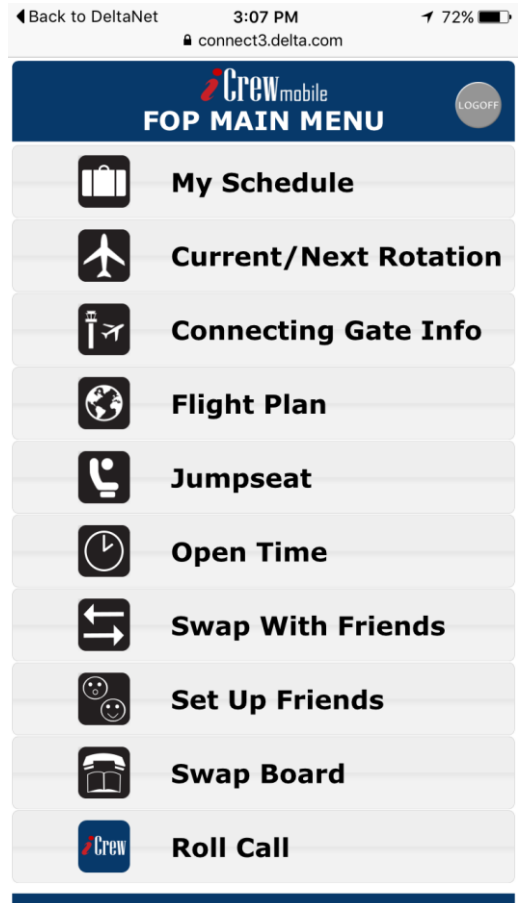 Back to DeltaNet 3:07 PM 72%
connect3.delta.com
iCrew mobile
FOP MAIN MENU
LOGOFF
My Schedule
Current/Next Rotation
Connecting Gate Info
Flight Plan
Jumpseat
Open Time
Swap With Friends
Set Up Friends
Swap Board
iCrew Roll Call